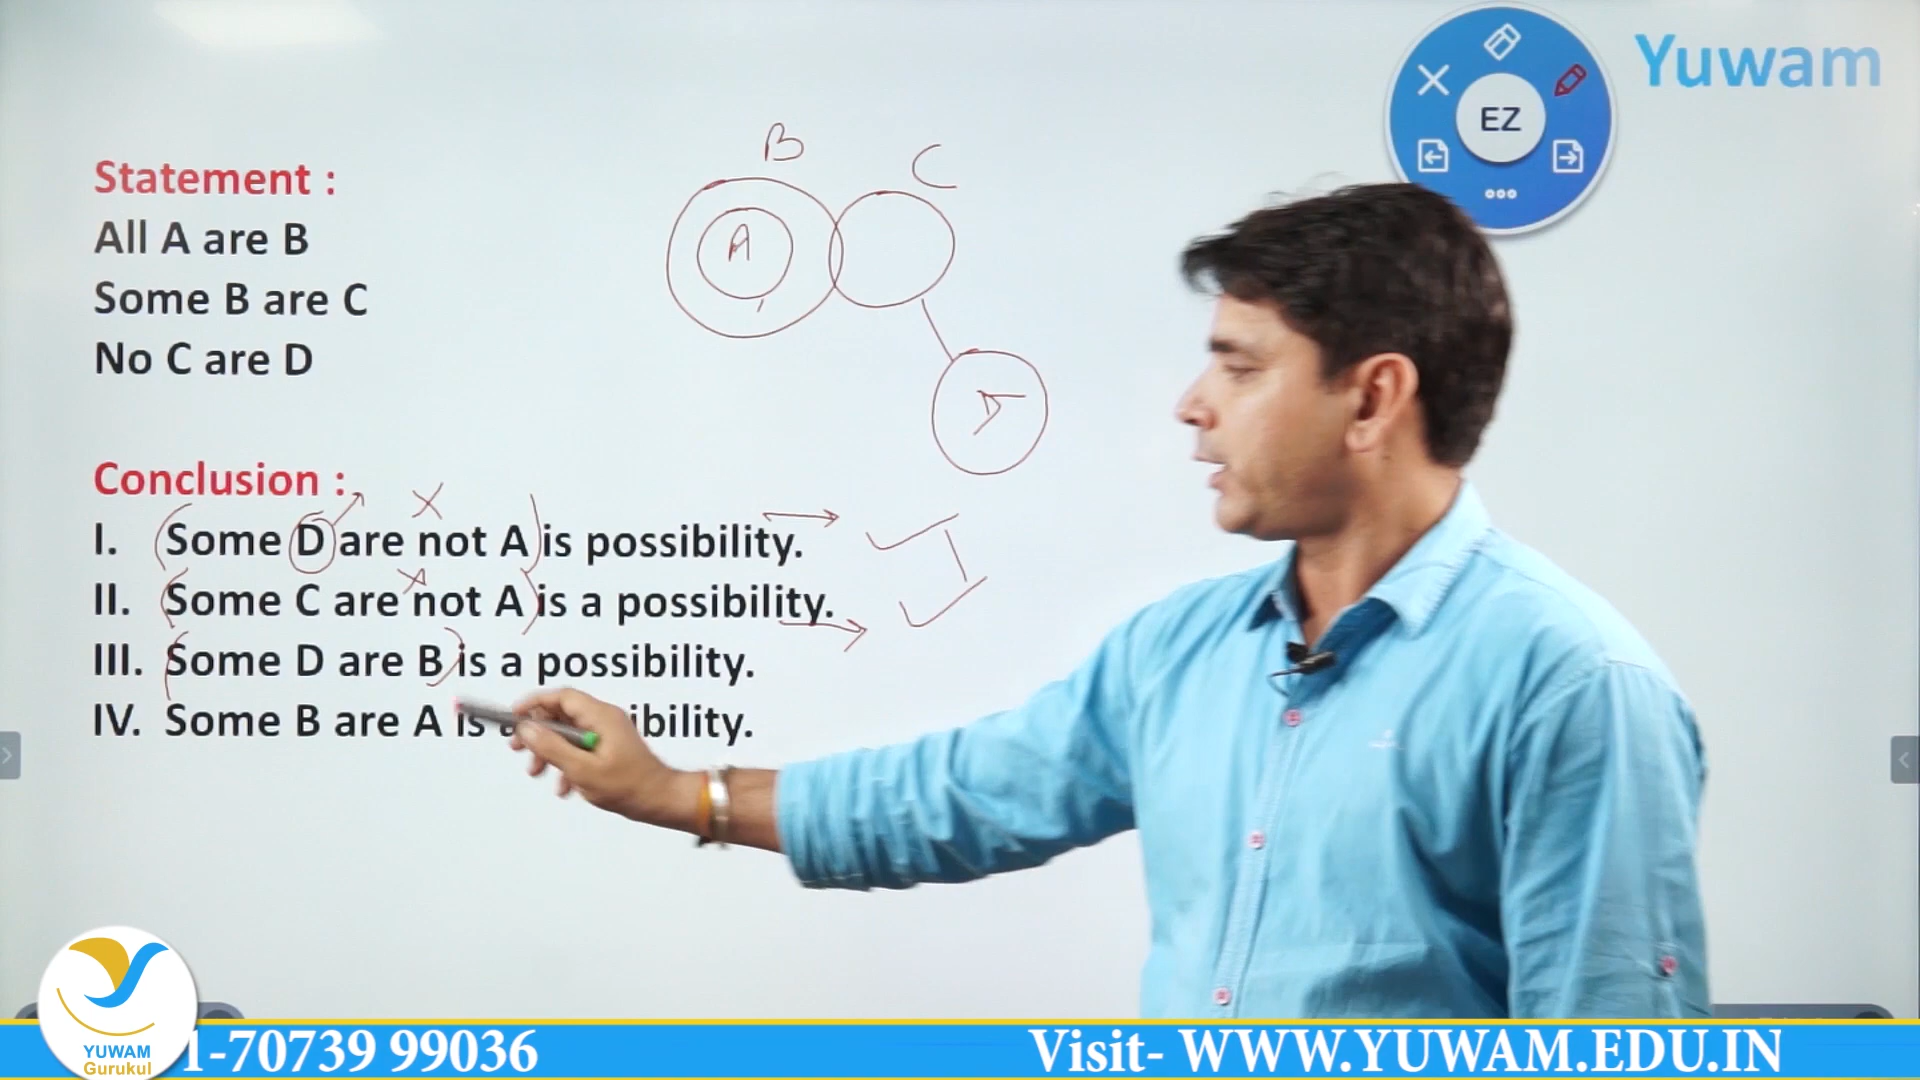 Yuwam
EZ
B
C
A
D
Statement :
All A are B
Some B are C
No C are D
Conclusion :
I. Some D are not A is possibility.
II. Some C are not A is a possibility.
III. Some D are B is a possibility.
IV. Some B are A is a ibility.
YUWAM
Gurukul
1-70739 99036
Visit- WWW.YUWAM.EDU.IN